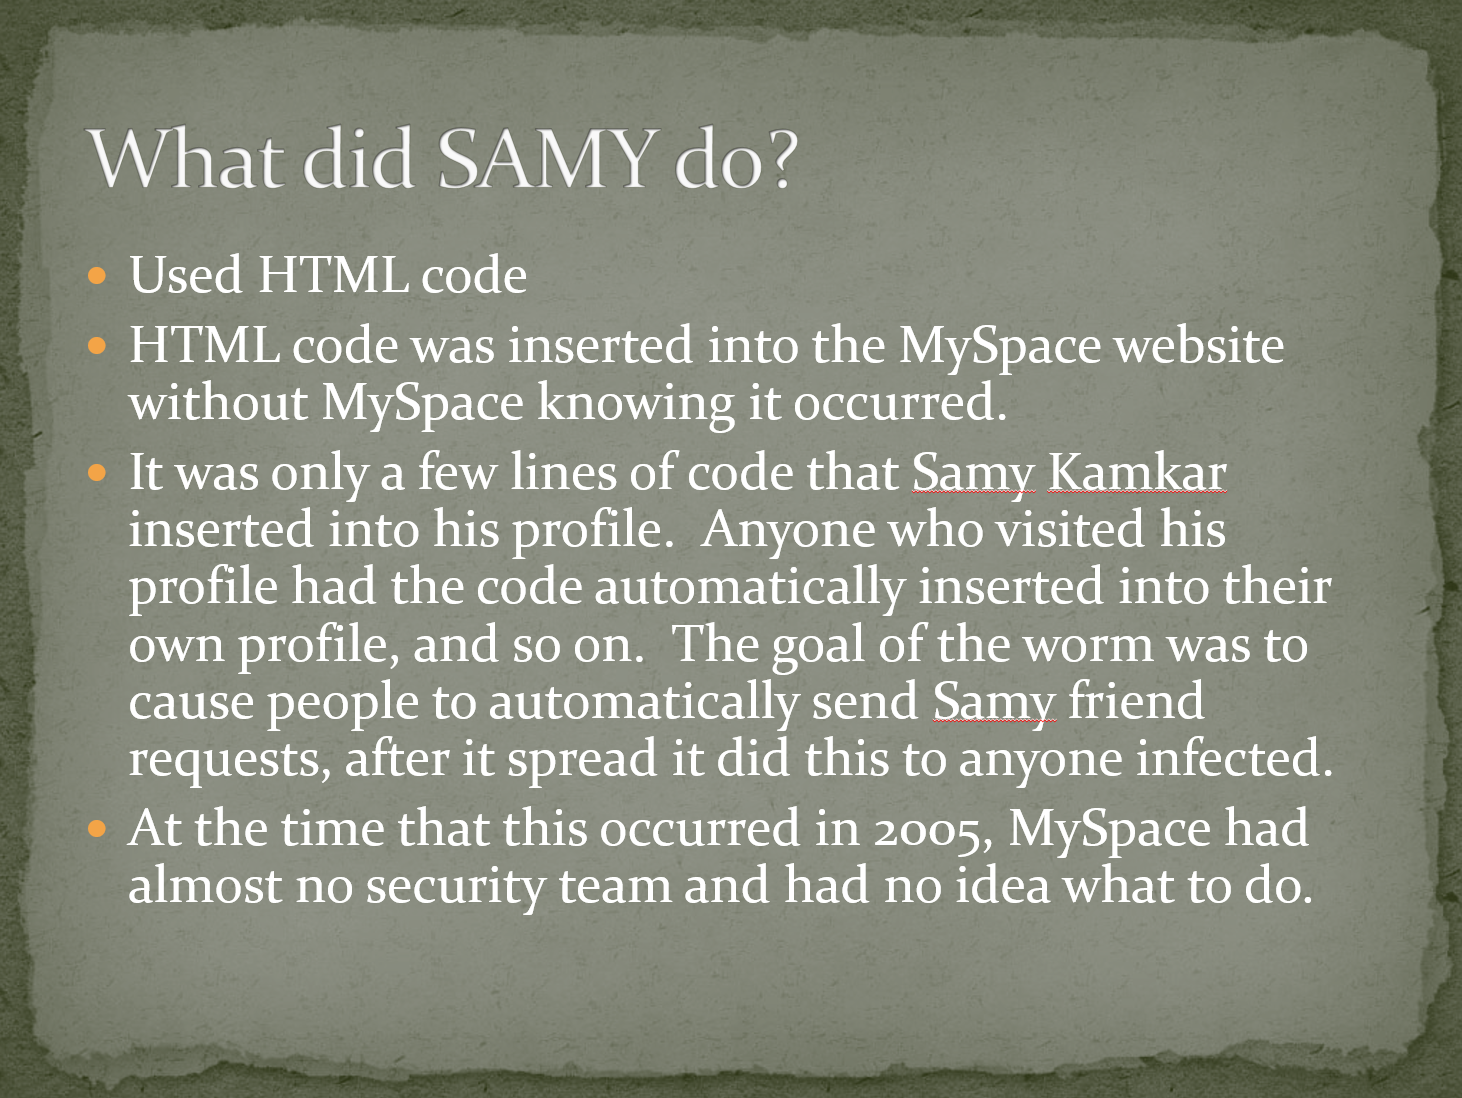 What did SAMY do?
Used HTML code
HTML code was inserted into the MySpace website
without MySpace knowing it occurred.
It was only a few lines of code that Samy Kamkar
inserted into his profile.  Anyone who visited his
profile had the code automatically inserted into their
own profile, and so on.  The goal of the worm was to
cause people to automatically send Samy friend
requests, after it spread it did this to anyone infected.
At the time that this occurred in 2005, MySpace had
almost no security team and had no idea what to do.